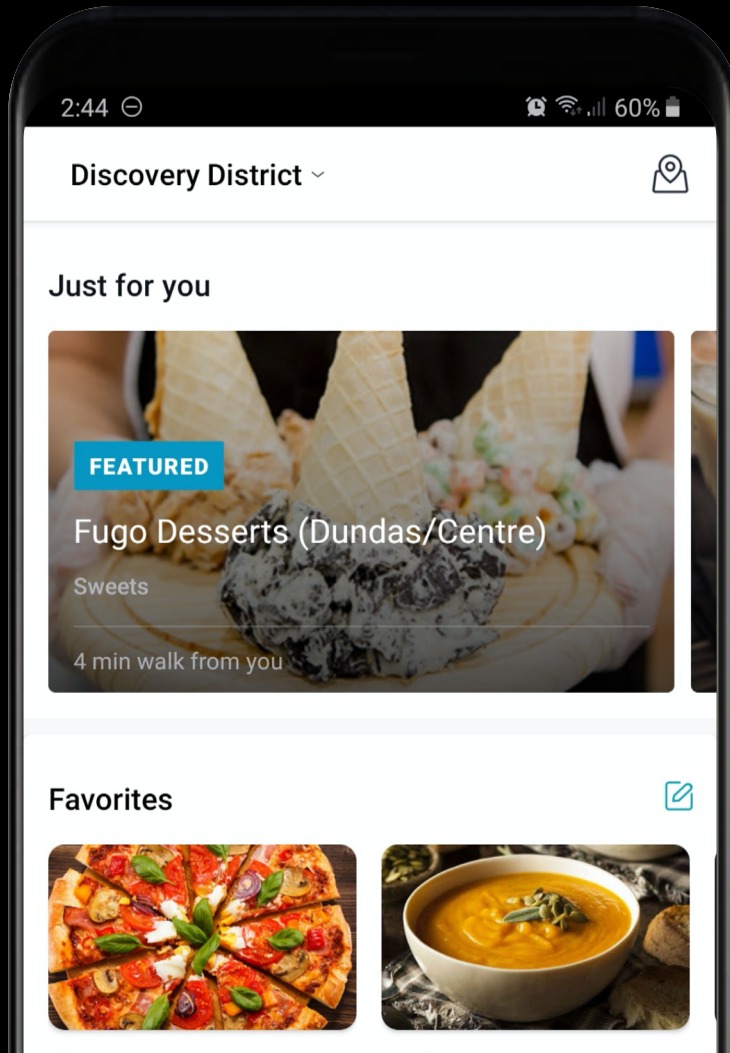 2:44
60%
Discovery District
Just for you
FEATURED
Fugo Desserts (Dundas/Centre)
Sweets
4 min walk from you
Favorites